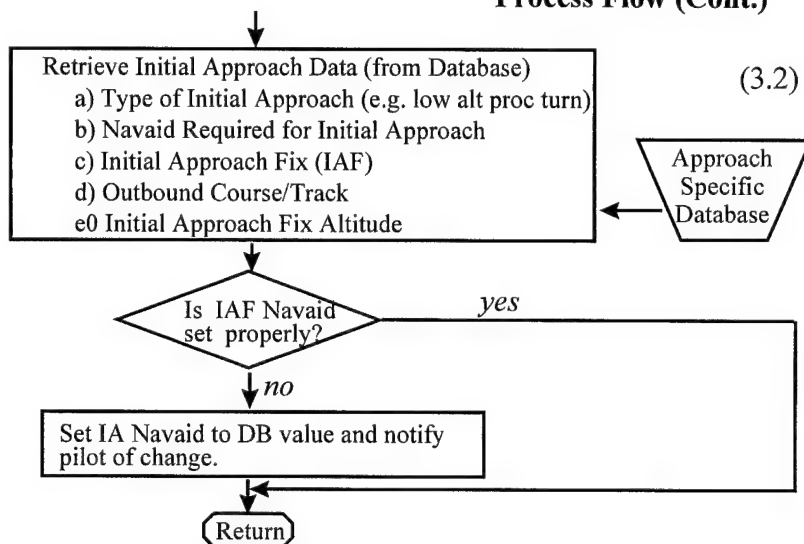 Process Flow (Cont.)
Retrieve Initial Approach Data (from Database)
a) Type of Initial Approach (e.g. low alt proc turn)
b) Navaid Required for Initial Approach
c) Initial Approach Fix (IAF)
d) Outbound Course/Track
e0 Initial Approach Fix Altitude
(3.2)
Approach
Specific
Database
Is IAF Navaid
set properly?
yes
no
Set IA Navaid to DB value and notify
pilot of change.
Return